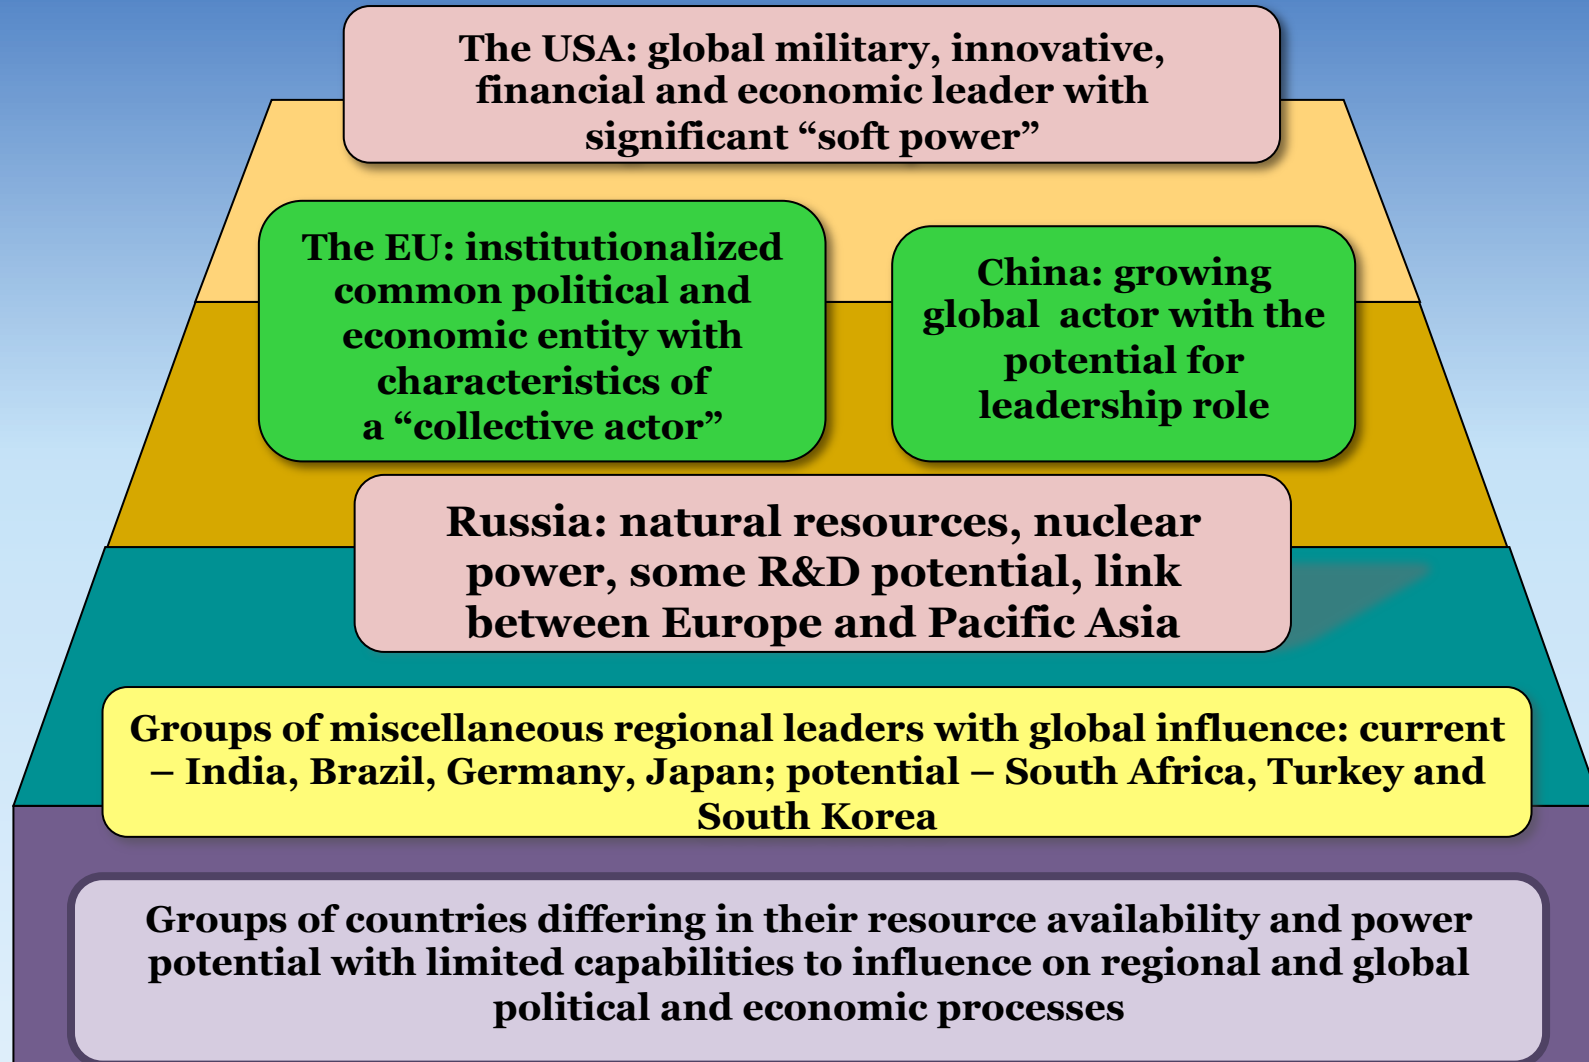 The USA: global military, innovative,
financial and economic leader with
significant “soft power”
The EU: institutionalized
common political and
economic entity with
characteristics of
a “collective actor”
China: growing
global  actor with the
potential for
leadership role
Russia: natural resources, nuclear
power, some R&D potential, link
between Europe and Pacific Asia
Groups of miscellaneous regional leaders with global influence: current
– India, Brazil, Germany, Japan; potential – South Africa, Turkey and
South Korea
Groups of countries differing in their resource availability and power
potential with limited capabilities to influence on regional and global
political and economic processes